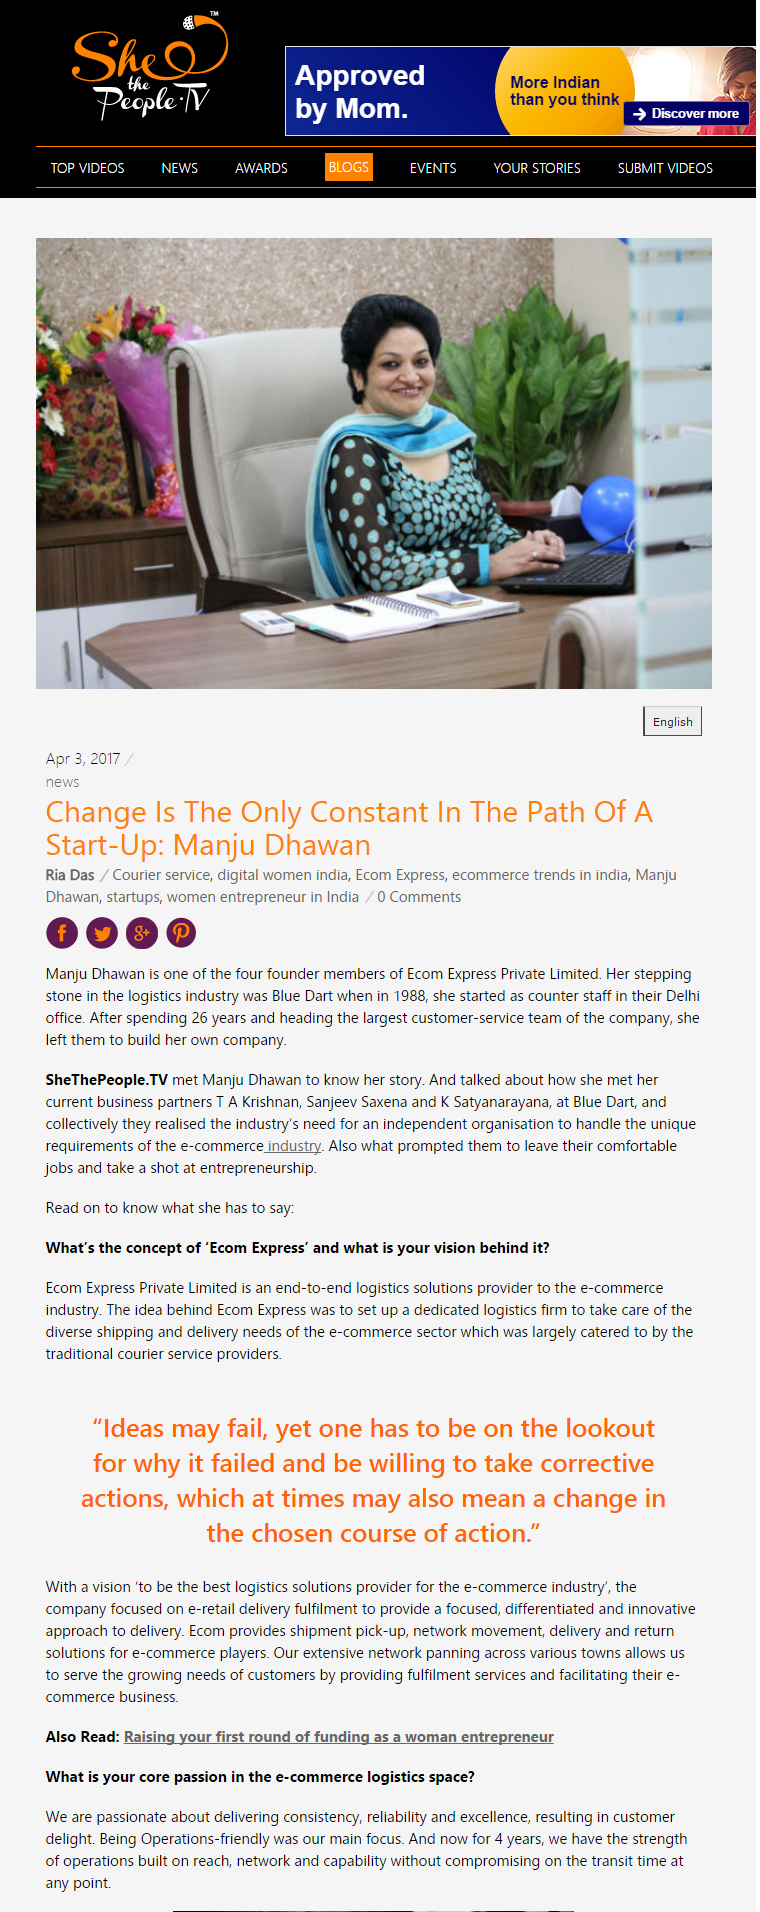 She
the
People.TV
TM
Approved
by Mom.
More Indian
than you think
Discover more
TOP VIDEOS NEWS AWARDS BLOGS EVENTS YOUR STORIES SUBMIT VIDEOS
English
Apr 3, 2017 /
news
Change Is The Only Constant In The Path Of A
Start-Up: Manju Dhawan
Ria Das / Courier service, digital women india, Ecom Express, ecommerce trends in india, Manju
Dhawan, startups, women entrepreneur in India / 0 Comments
Manju Dhawan is one of the four founder members of Ecom Express Private Limited. Her stepping
stone in the logistics industry was Blue Dart when in 1988, she started as counter staff in their Delhi
office. After spending 26 years and heading the largest customer-service team of the company, she
left them to build her own company.
SheThePeople.TV met Manju Dhawan to know her story. And talked about how she met her
current business partners T A Krishnan, Sanjeev Saxena and K Satyanarayana, at Blue Dart, and
collectively they realised the industry's need for an independent organisation to handle the unique
requirements of the e-commerce industry. Also what prompted them to leave their comfortable
jobs and take a shot at entrepreneurship.
Read on to know what she has to say:
What's the concept of 'Ecom Express' and what is your vision behind it?
Ecom Express Private Limited is an end-to-end logistics solutions provider to the e-commerce
industry. The idea behind Ecom Express was to set up a dedicated logistics firm to take care of the
diverse shipping and delivery needs of the e-commerce sector which was largely catered to by the
traditional courier service providers.
“Ideas may fail, yet one has to be on the lookout
for why it failed and be willing to take corrective
actions, which at times may also mean a change in
the chosen course of action.”
With a vision 'to be the best logistics solutions provider for the e-commerce industry', the
company focused on e-retail delivery fulfilment to provide a focused, differentiated and innovative
approach to delivery. Ecom provides shipment pick-up, network movement, delivery and return
solutions for e-commerce players. Our extensive network panning across various towns allows us
to serve the growing needs of customers by providing fulfilment services and facilitating their e-
commerce business.
Also Read: Raising your first round of funding as a woman entrepreneur
What is your core passion in the e-commerce logistics space?
We are passionate about delivering consistency, reliability and excellence, resulting in customer
delight. Being Operations-friendly was our main focus. And now for 4 years, we have the strength
of operations built on reach, network and capability without compromising on the transit time at
any point.